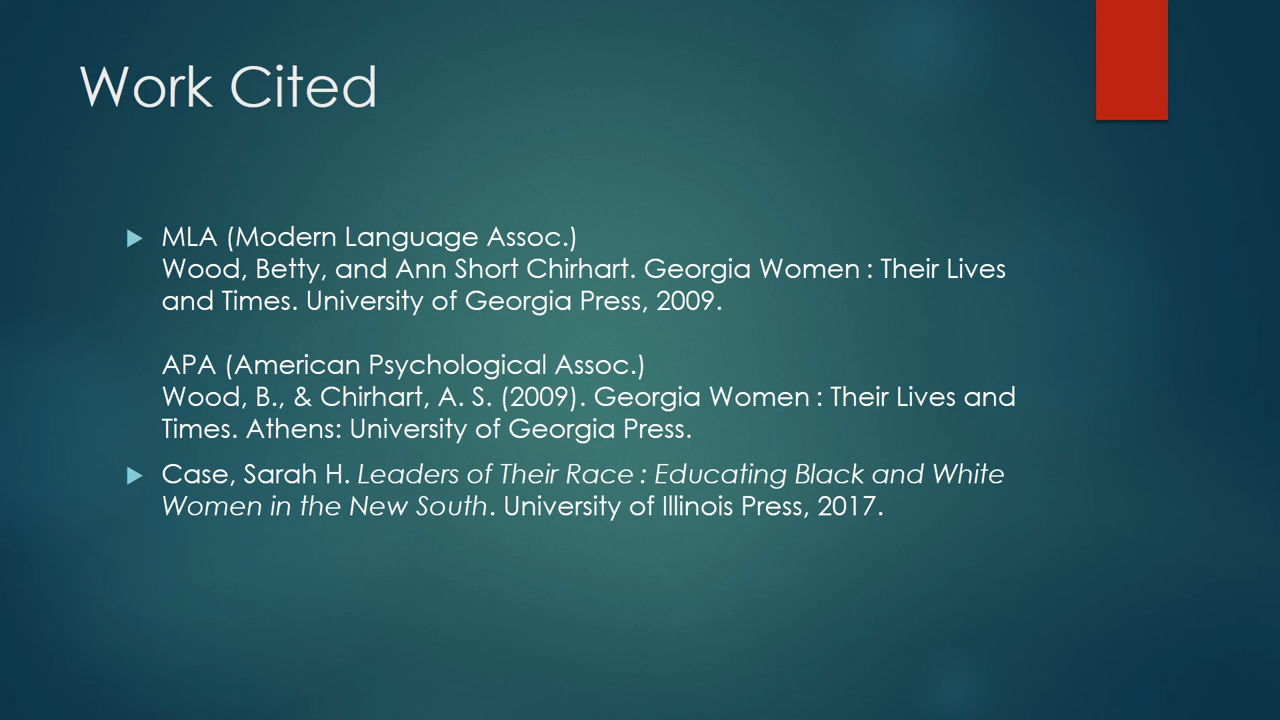 Work Cited
MLA (Modern Language Assoc.)
Wood, Betty, and Ann Short Chirhart. Georgia Women : Their Lives
and Times. University of Georgia Press, 2009.
APA (American Psychological Assoc.)
Wood, B., & Chirhart, A. S. (2009). Georgia Women : Their Lives and
Times. Athens: University of Georgia Press.
Case, Sarah H. Leaders of Their Race : Educating Black and White
Women in the New South. University of Illinois Press, 2017.